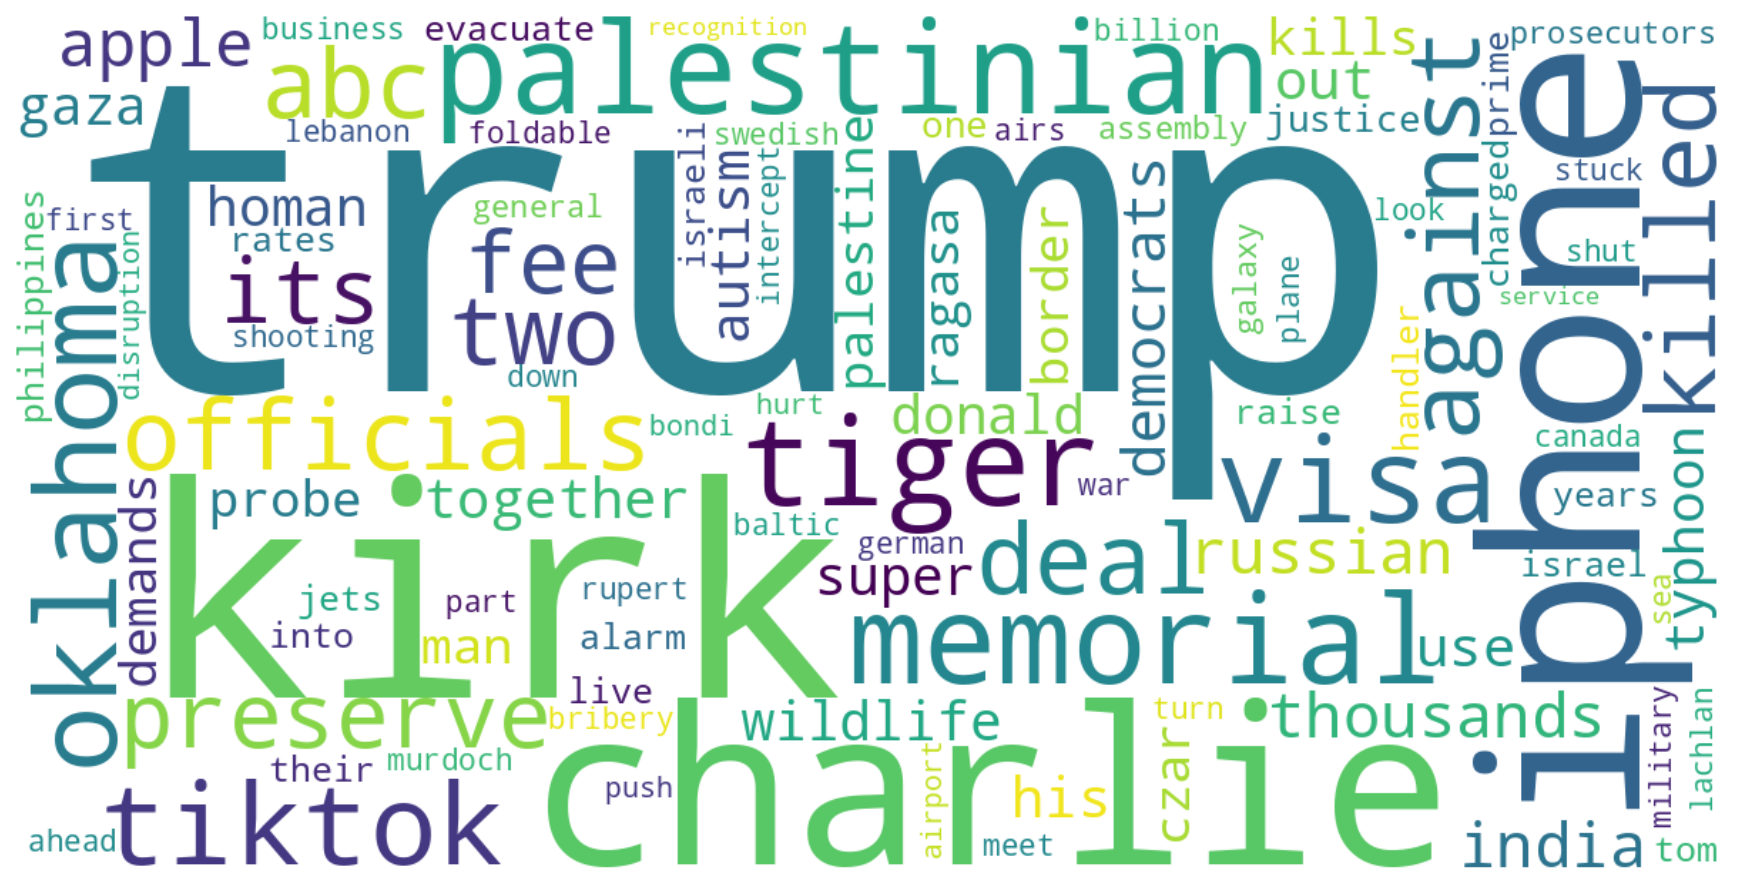 apple
business
evacuate
recognition
billion
kills
prosecutors
abc
palestinian
out
gaza
lebanon
foldable
swedish
one
airs
assembly
justice
against
prime
iphone
killed
trump
philippines
first
homan
general
israeli
autism
intercept
palestine
ragasa
border
democrats
look
charged
stuck
rates
fee
galaxy
plane
shut
disruption
its
two
service
shooting
down
handler
oklahoma
officials
bondi
hurt
donald
raise
canada
typhoon
tiger
visa
demands
probe
together
war
years
kirk
baltic
german
super
deal
russian
israel
sea
jets
part
rupert
memorial
use
into
man
alarm
live
preserve
bribery
wildlife
turn
thousands
military
lachlan
their
murdoch
charlie
czar
tiktok
push
airport
his
ahead
meet
india
tom